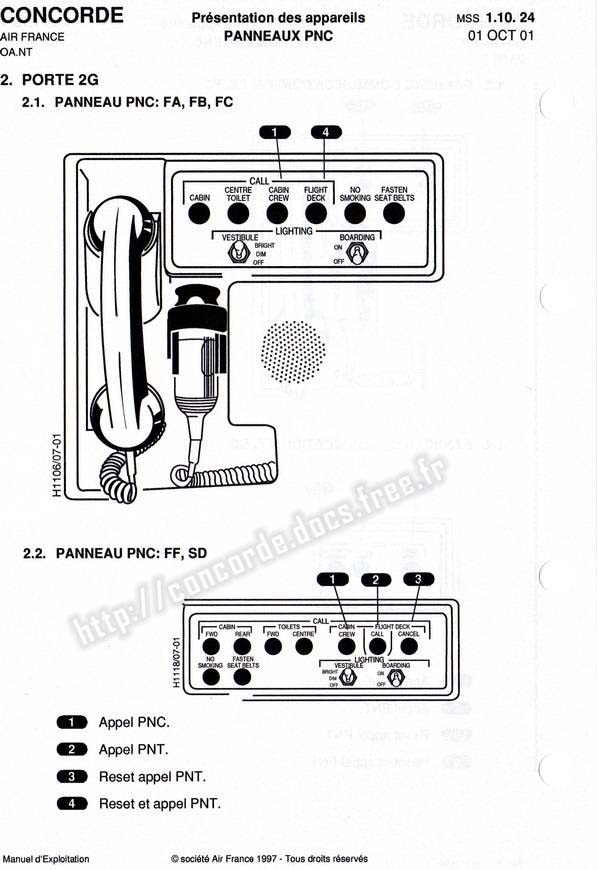 CONCORDE
AIR FRANCE
OA.NT
Présentation des appareils
PANNEAUX PNC
MSS 1.10. 24
01 OCT 01
2. PORTE 2G
2.1. PANNEAU PNC: FA, FB, FC
1 4
CALL
CABIN CENTRE TOILET CABIN CREW FLIGHT DECK NO SMOKING FASTEN SEAT BELTS
LIGHTING
VESTIBULE BOARDING
BRIGHT
DIM
OFF
ON
OFF
H1106/07-01
http://concorde.docs.free.fr
2.2. PANNEAU PNC: FF, SD
1 2 3
CALL
CABIN TOILETS CABIN FLIGHT DECK
FWD REAR FWD CENTRE CREW CALL CANCEL
NO SMOKING FASTEN SEAT BELTS
LIGHTING
VESTIBULE BOARDING
BRIGHT
DIM
OFF
ON
OFF
H1118/07-01
1 Appel PNC.
2 Appel PNT.
3 Reset appel PNT.
4 Reset et appel PNT.
Manuel d'Exploitation
© société Air France 1997 - Tous droits réservés